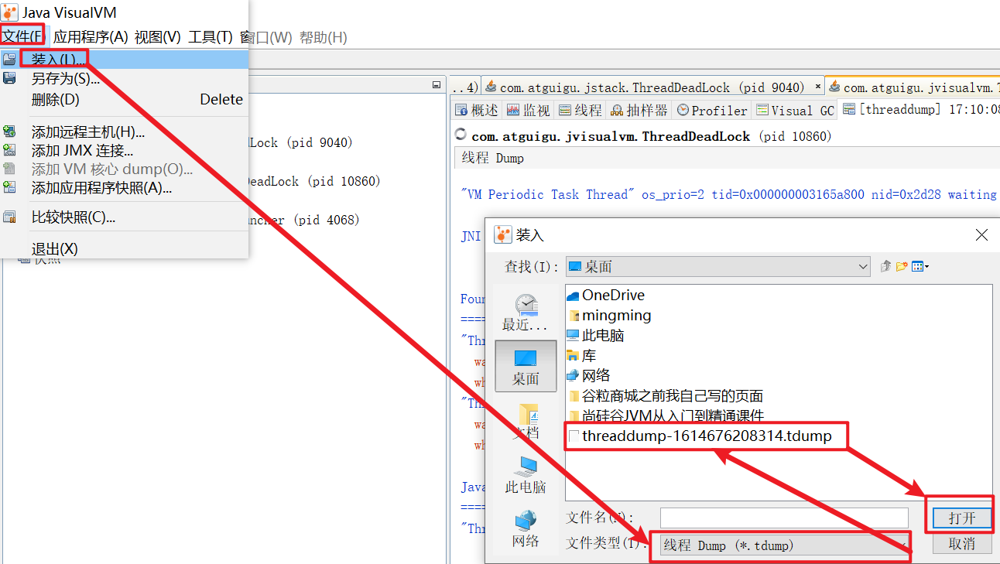 Java VisualVM
文件(F) 应用程序(A) 视图(V) 工具(T) 窗口(W) 帮助(H)
装入(L)...
另存为(S)...
删除(D) Delete
添加远程主机(H)...
添加 JMX 连接...
添加 VM 核心 dump(O)...
添加应用程序快照(A)...
比较快照(C)...
退出(X)
快照
Lock (pid 9040)
DeadLock (pid 10860)
ncher (pid 4068)
..4) com.atguigu.jstack.ThreadDeadLock (pid 9040) × com.atguigu.jvisualvm.T
概述 监视 线程 抽样器 Profiler Visual GC [threaddump] 17:10:08
com.atguigu.jvisualvm.ThreadDeadLock (pid 10860)
线程 Dump
"VM Periodic Task Thread" os_prio=2 tid=0x000000003165a800 nid=0x2d28 waiting
JNI
Foun
====
"Thr
wa
wh
"Th
wa
wh
Java
====
"Thr
装入
查找(I): 桌面
最近...
桌面
文档
此电脑
网络
OneDrive
mingming
此电脑
库
网络
谷粒商城之前我自己写的页面
尚硅谷JVM从入门到精通课件
threaddump-1614676208314.tdump
文件名(N):
打开
文件类型(T): 线程 Dump (*.tdump)
取消